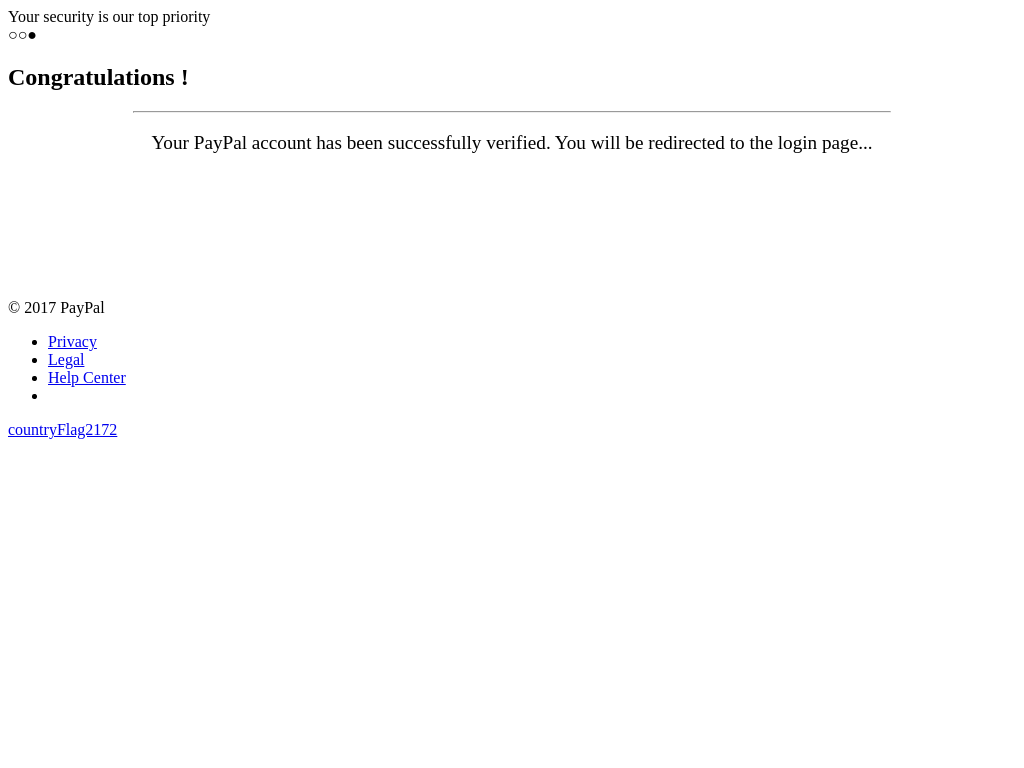 Your security is our top priority
○○●
Congratulations !
Your PayPal account has been successfully verified. You will be redirected to the login page...
© 2017 PayPal
Privacy
Legal
Help Center
countryFlag2172